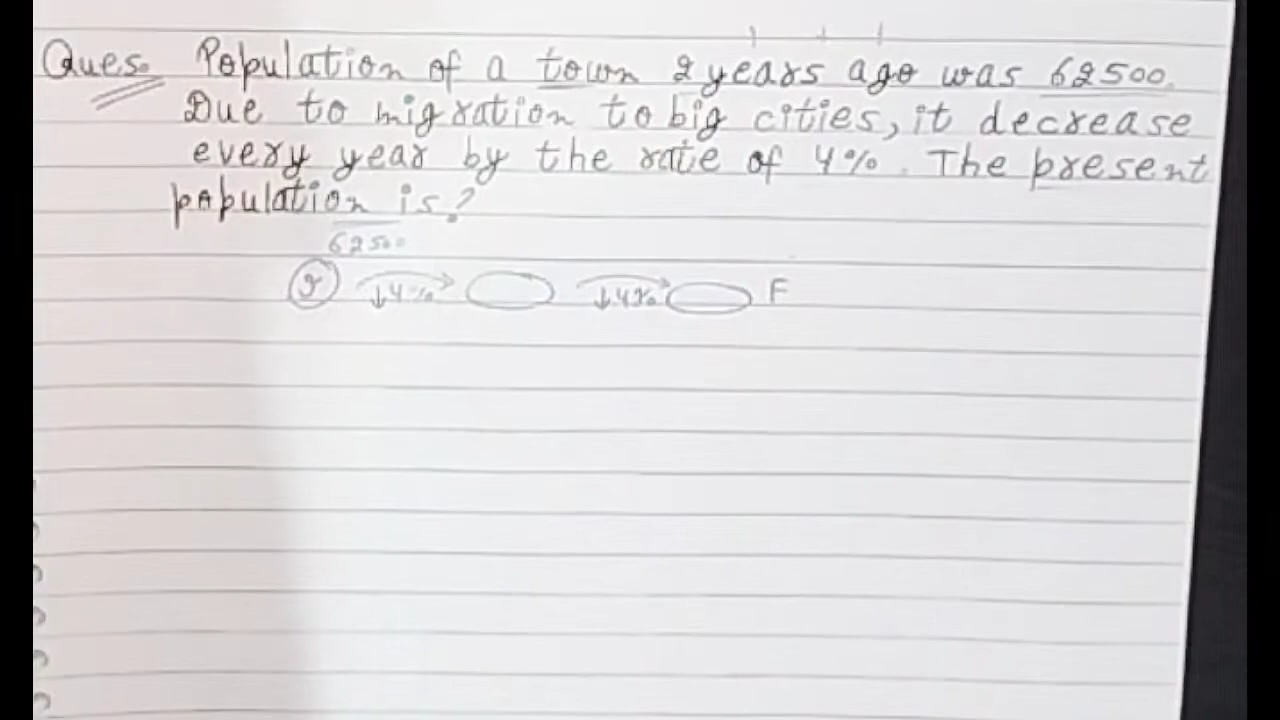 Ques. Population of a town 2 years ago was 62500.
Due to migration to big cities, it decrease
every year by the rate of 4%. The present
population is?
62500
I ↓4% ↓4% F